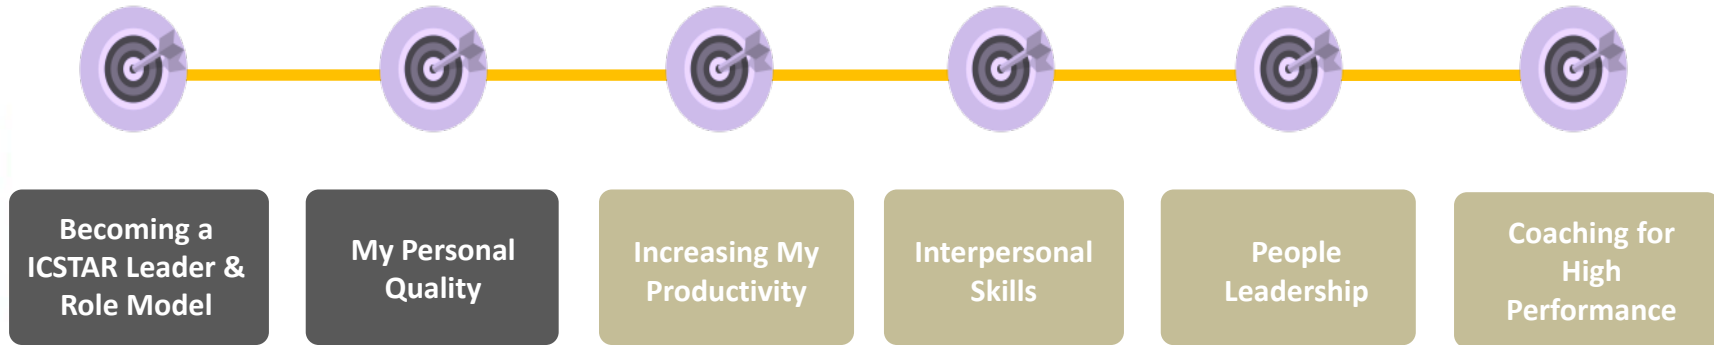 Becoming a
ICSTAR Leader &
Role Model
My Personal
Quality
Increasing My
Productivity
Interpersonal
Skills
People
Leadership
Coaching for
High
Performance